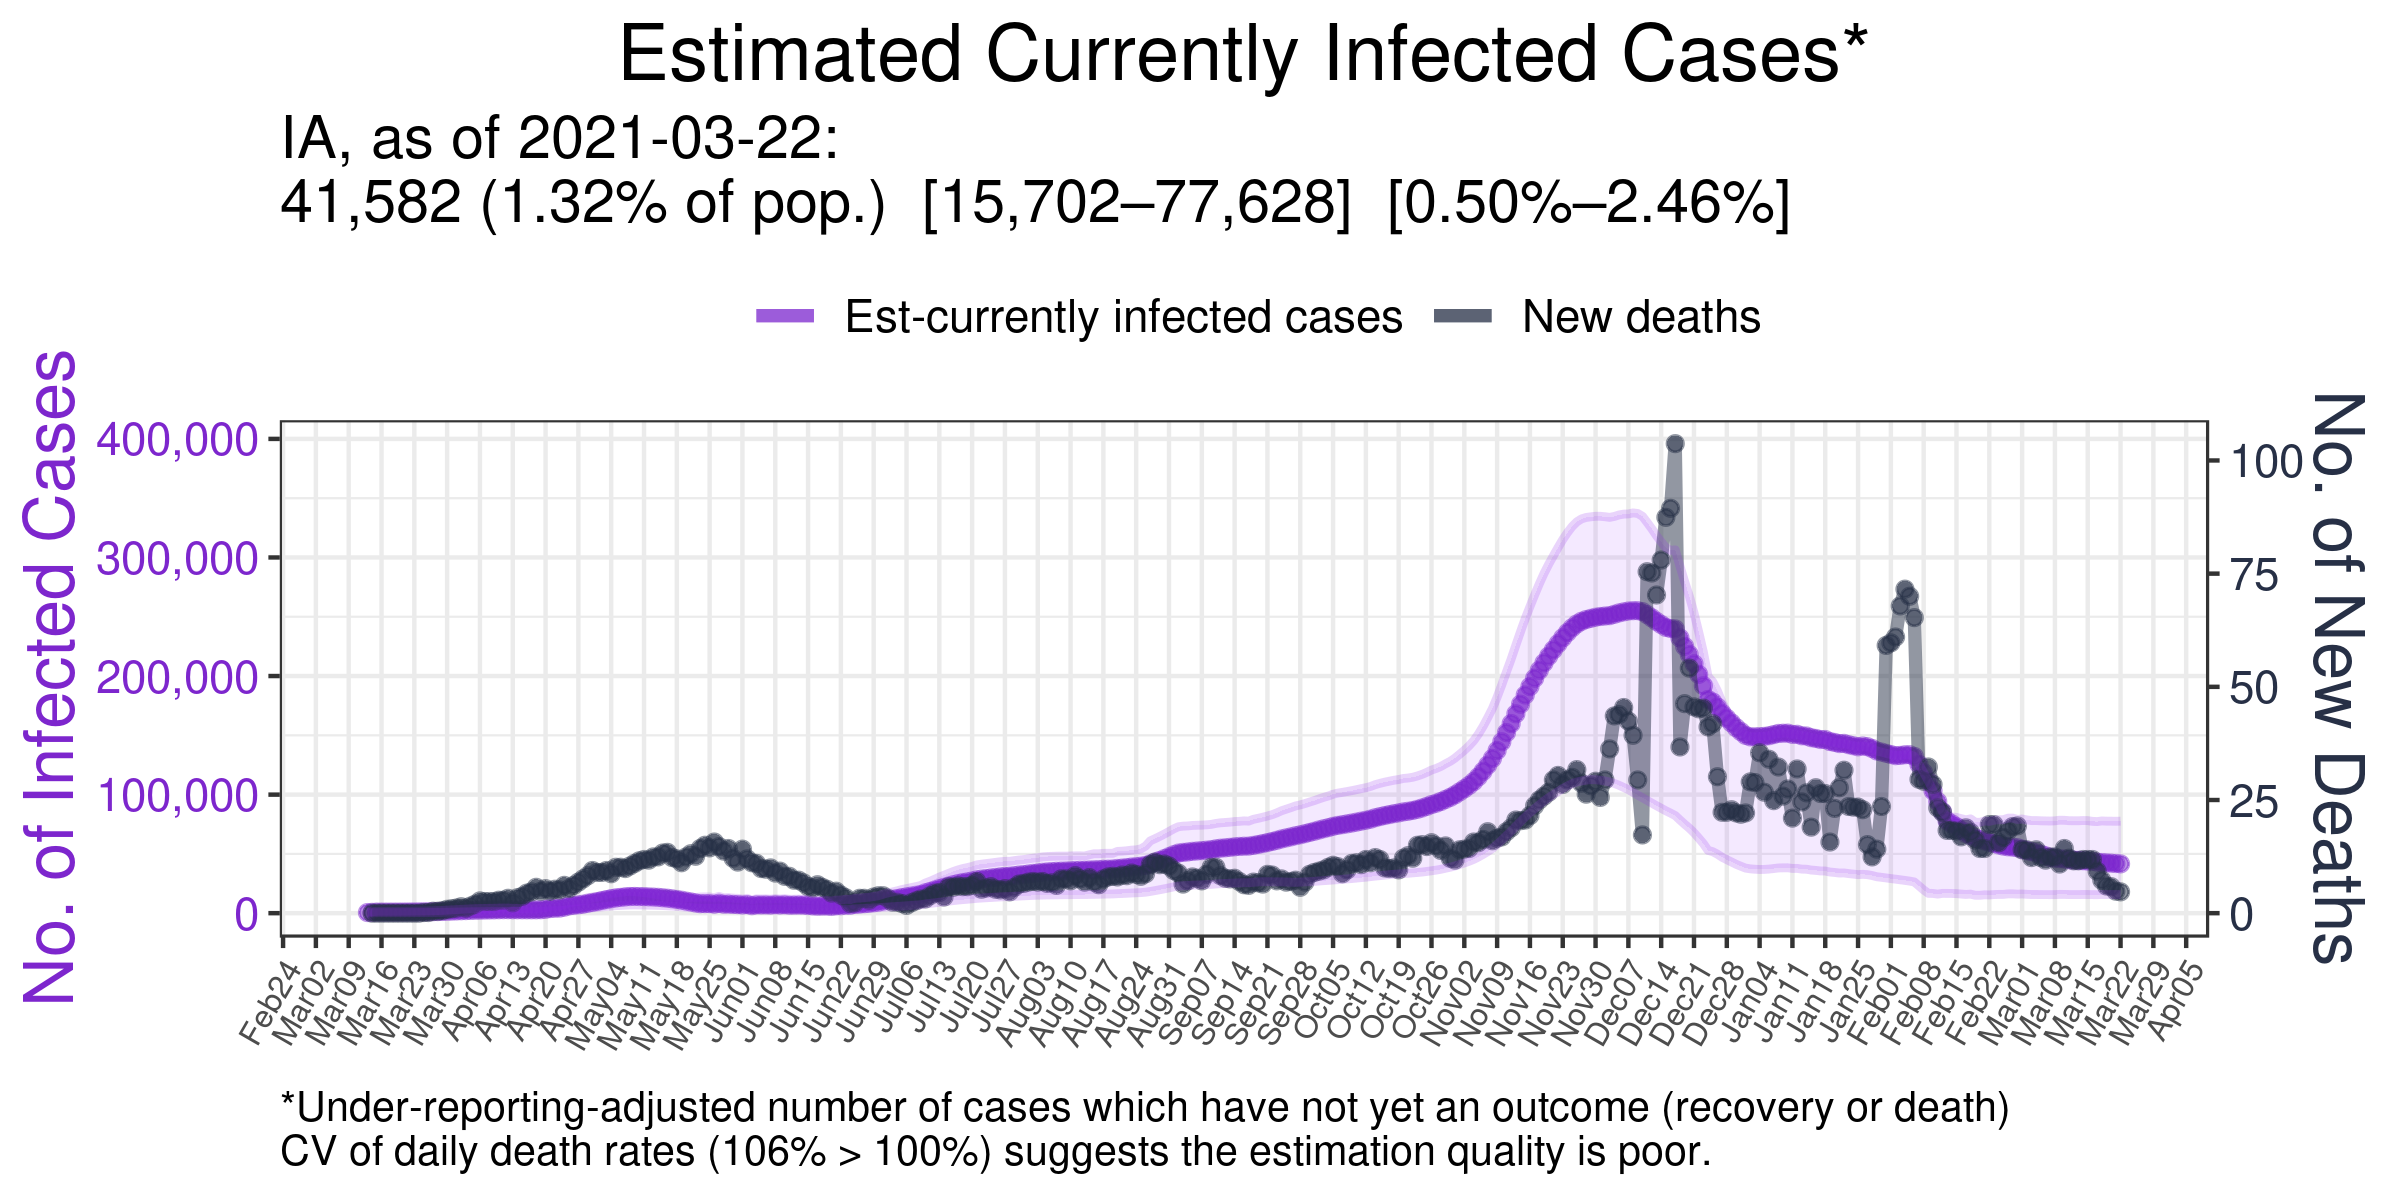 Estimated Currently Infected Cases*
IA, as of 2021-03-22:
41,582 (1.32% of pop.) [15,702–77,628] [0.50%–2.46%]
Est-currently infected cases New deaths
No. of Infected Cases
400,000
300,000
200,000
100,000
0
100
75
50
25
0
No. of New Deaths
Feb24 Mar02 Mar09 Mar16 Mar23 Mar30 Apr06 Apr13 Apr20 Apr27 May04 May11 May18 May25 Jun01 Jun08 Jun15 Jun22 Jun29 Jul06 Jul13 Jul20 Jul27 Aug03 Aug10 Aug17 Aug24 Aug31 Sep07 Sep14 Sep21 Sep28 Oct05 Oct12 Oct19 Oct26 Nov02 Nov09 Nov16 Nov23 Nov30 Dec07 Dec14 Dec21 Dec28 Jan04 Jan11 Jan18 Jan25 Feb01 Feb08 Feb15 Feb22 Mar01 Mar08 Mar15 Mar22 Mar29 Apr05
*Under-reporting-adjusted number of cases which have not yet an outcome (recovery or death)
CV of daily death rates (106% > 100%) suggests the estimation quality is poor.